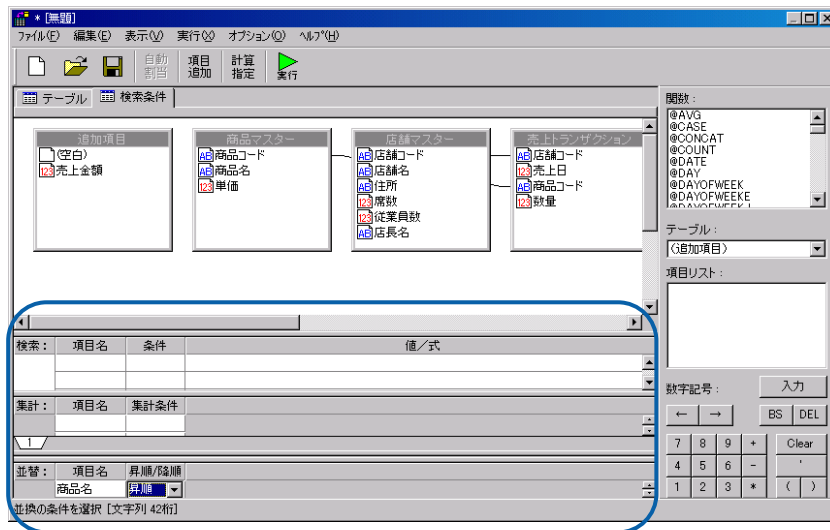 * [無題]
ファイル(F) 編集(E) 表示(V) 実行(X) オプション(O) ヘルプ(H)
自動割当 項目追加 計算指定 実行
テーブル 検索条件
追加項目
(空白)
売上金額
商品マスター
商品コード
商品名
単価
店舗マスター
店舗コード
店舗名
住所
席数
従業員数
店長名
売上トランザクション
店舗コード
売上日
商品コード
数量
関数:
@AVG
@CASE
@CONCAT
@COUNT
@DATE
@DAY
@DAYOFWEEK
@DAYOFWEEKE
テーブル:
(追加項目)
項目リスト:
検索: 項目名 条件 値/式
集計: 項目名 集計条件
1
並替: 項目名 昇順/降順
商品名 昇順
並換の条件を選択 [文字列 42桁]
数字記号: 入力
← → BS DEL
7 8 9 + Clear
4 5 6 - '
1 2 3 * ( )